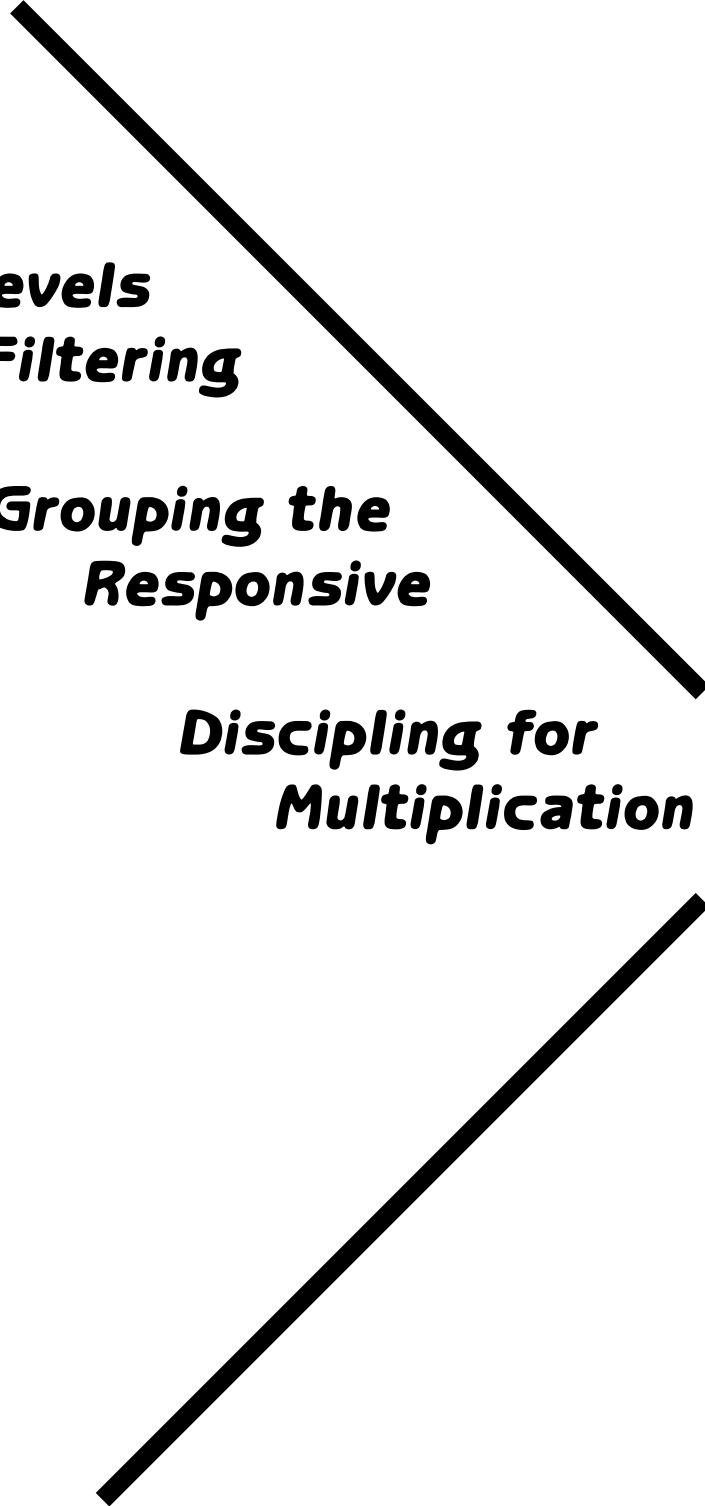 evels
Filtering
Grouping the
Responsive
Discipling for
Multiplication